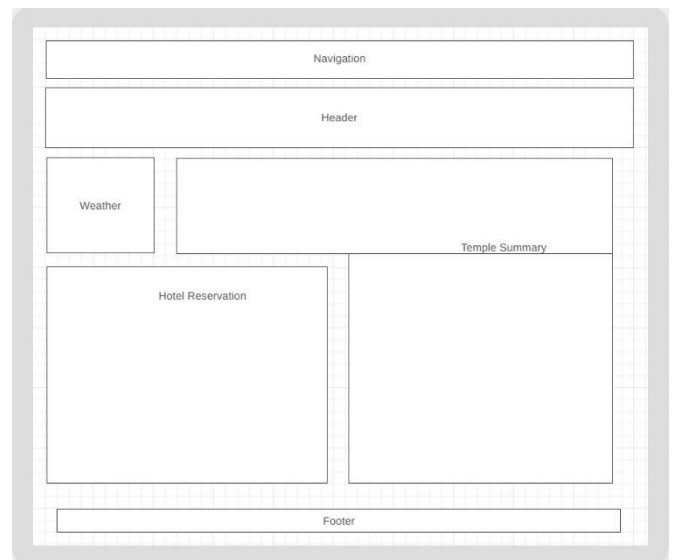 Navigation
Header
Weather
Temple Summary
Hotel Reservation
Footer